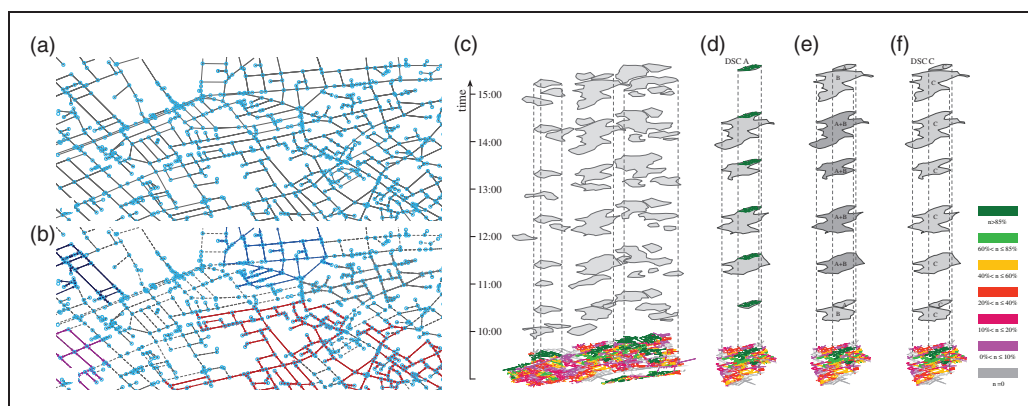 (a)
(b)
(c)
(d)
(e)
(f)
DSC A
DSC C
time
15:00
14:00
13:00
12:00
11:00
10:00
B
A+B
A+B
A+B
A+B
B
C
C
C
C
C
C
n>85%
60%< n ≤ 85%
40%< n ≤ 60%
20%< n ≤ 40%
10%< n ≤ 20%
0%< n ≤ 10%
n =0